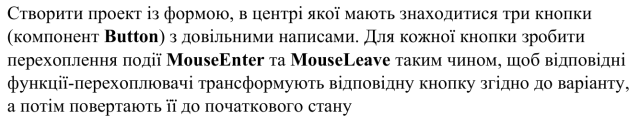 Створити проект із формою, в центрі якої мають знаходитися три кнопки
(компонент Button) з довільними написами. Для кожної кнопки зробити
перехоплення події MouseEnter та MouseLeave таким чином, щоб відповідні
функції-перехоплювачі трансформують відповідну кнопку згідно до варіанту,
а потім повертають її до початкового стану